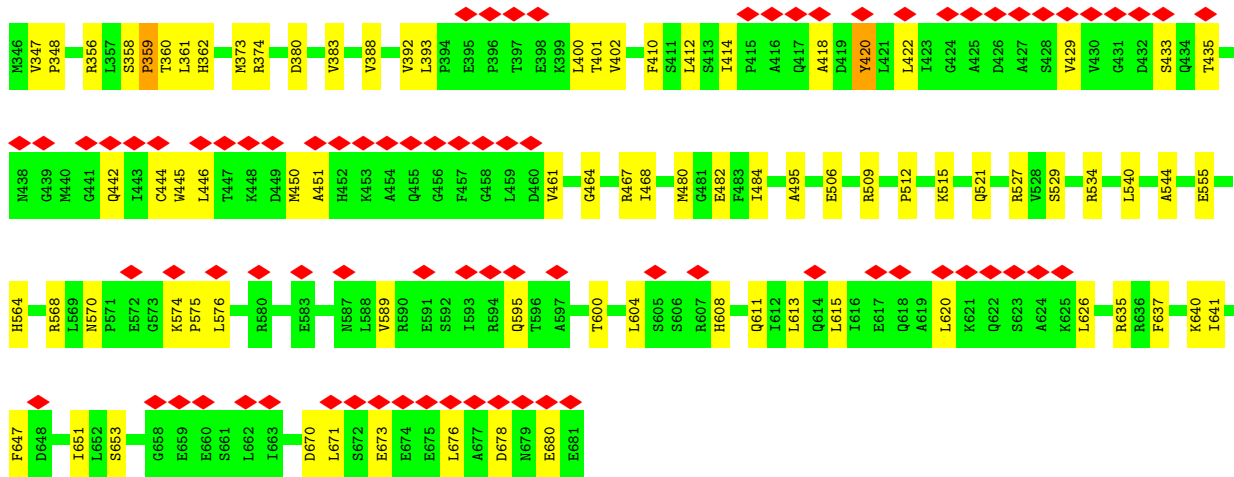 M346 V347 P348 R356 L357 S358 P359 T360 L361 H362 M373 R374 D380 V383 V388 V392 L393 P394 E395 P396 T397 E398 K399 L400 T401 V402 F410 S411 L412 S413 I414 P415 A416 Q417 A418 D419 Y420 L421 L422 I423 G424 A425 D426 A427 S428 V429 V430 G431 D432 S433 Q434 T435
N438 G439 M440 G441 Q442 I443 C444 W445 L446 T447 K448 D449 M450 A451 H452 K453 A454 Q455 G456 F457 G458 L459 D460 V461 G464 R467 I468 M480 G481 E482 F483 I484 A495 E506 R509 P512 K515 Q521 R527 V528 S529 R534 L540 A544 E555
H564 R568 L569 N570 P571 E572 G573 K574 P575 L576 R580 E583 N587 L588 V589 R590 E591 S592 I593 R594 Q595 T596 A597 T600 L604 S605 S606 R607 H608 Q611 I612 L613 Q614 L615 I616 E617 Q618 A619 L620 K621 Q622 S623 A624 K625 L626 R635 R636 F637 K640 I641
F647 D648 I651 L652 S653 G658 E659 E660 S661 L662 I663 D670 L671 S672 E673 E674 E675 L676 A677 D678 N679 E680 E681